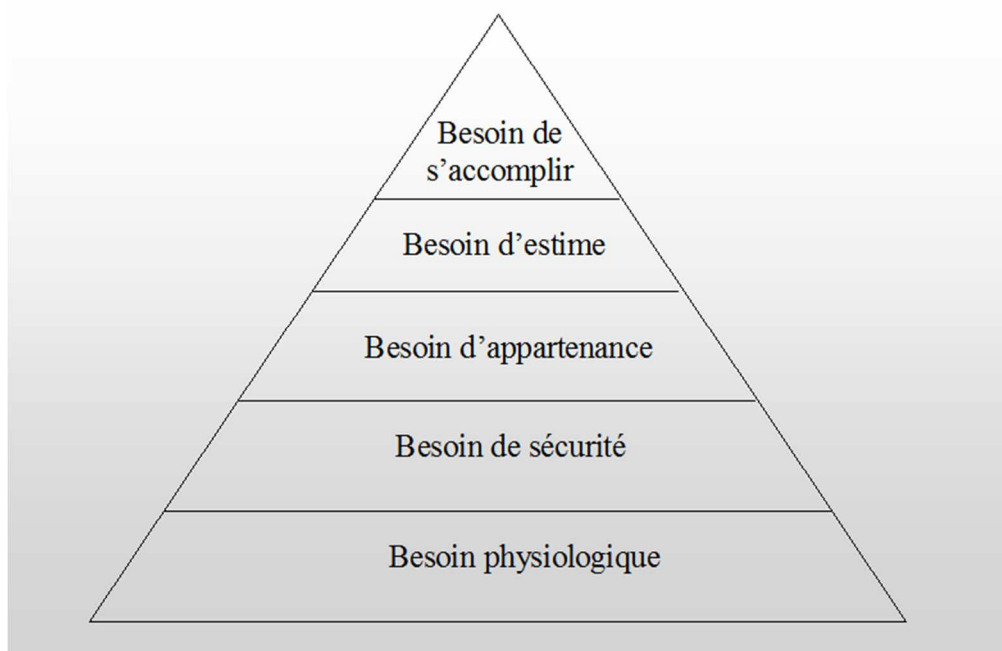 Besoin de
s’accomplir
Besoin d’estime
Besoin d’appartenance
Besoin de sécurité
Besoin physiologique